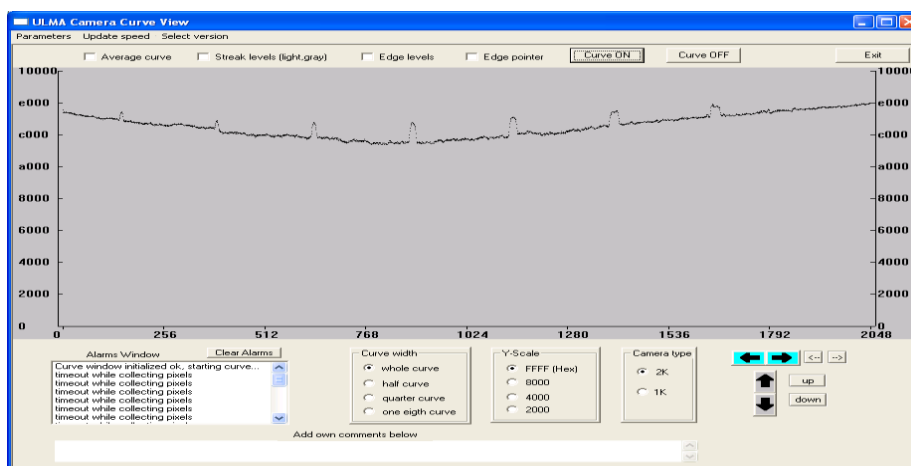 ULMA Camera Curve View
Parameters Update speed Select version
Average curve Streak levels (light,gray) Edge levels Edge pointer Curve ON Curve OFF Exit
10000 10000
e000 e000
c000 c000
a000 a000
8000 8000
6000 6000
4000 4000
2000 2000
0 0
0 256 512 768 1024 1280 1536 1792 2048
Alarms Window Clear Alarms
Curve window initialized ok, starting curve...
timeout while collecting pixels
timeout while collecting pixels
timeout while collecting pixels
timeout while collecting pixels
timeout while collecting pixels
Curve width
whole curve
half curve
quarter curve
one eigth curve
Y-Scale
FFFF (Hex)
8000
4000
2000
Camera type
2K
1K
<-- -->
up
down
Add own comments below